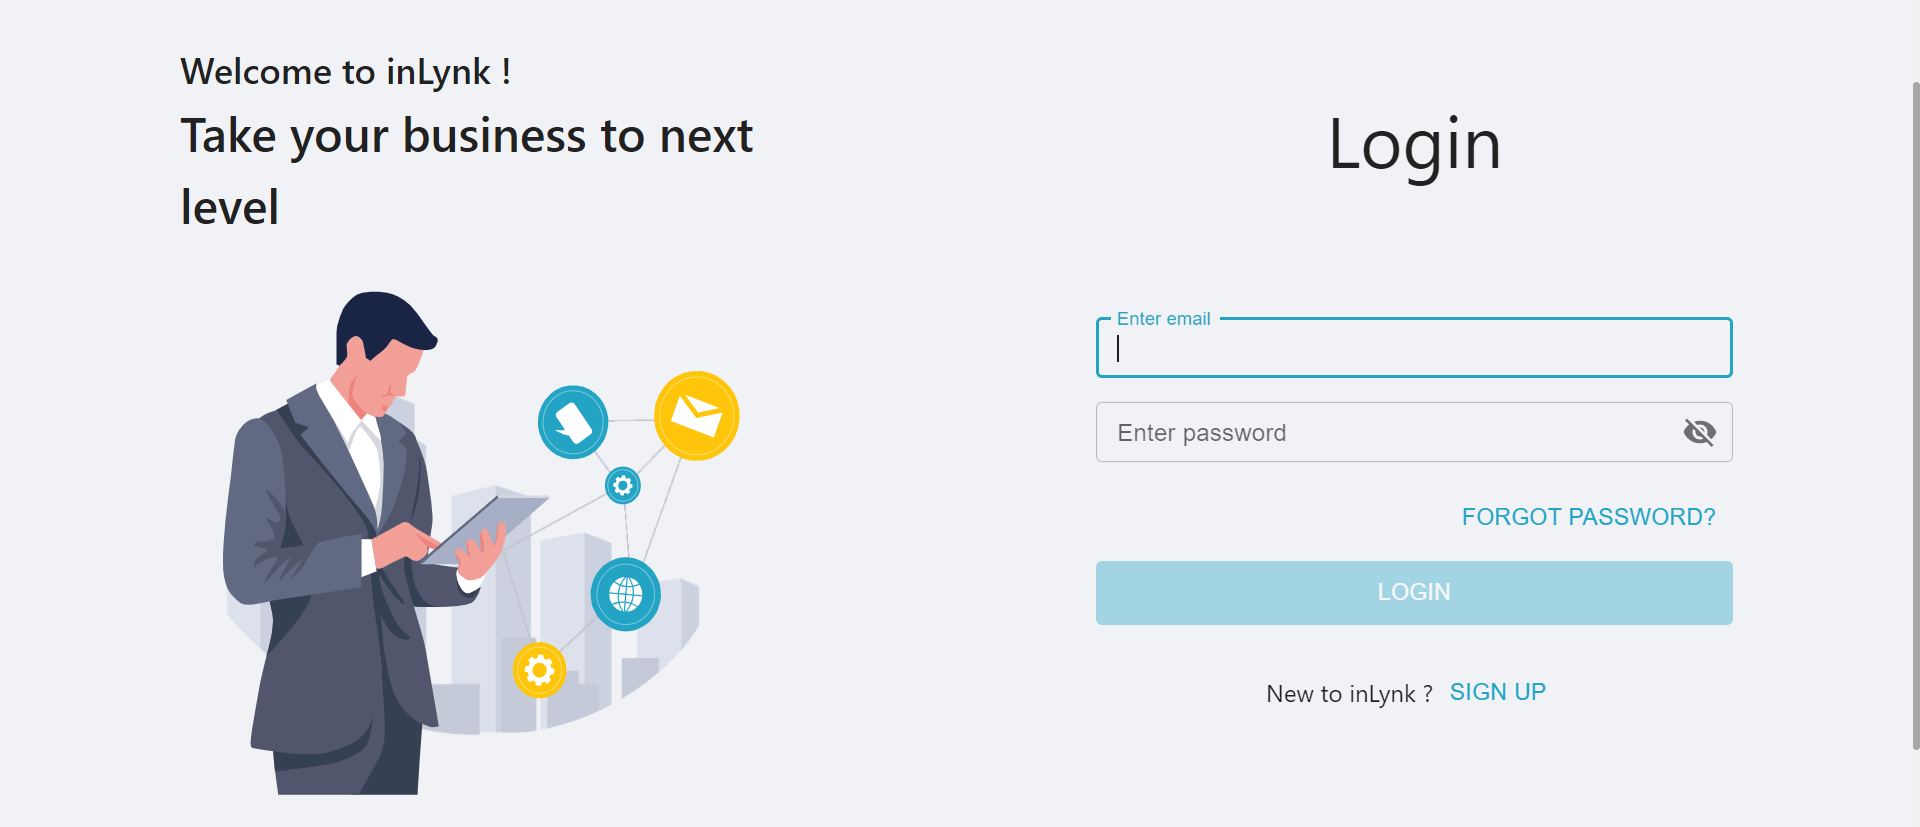 Welcome to inLynk !
Take your business to next
level
Login
Enter email
Enter password
FORGOT PASSWORD?
LOGIN
New to inLynk ? SIGN UP